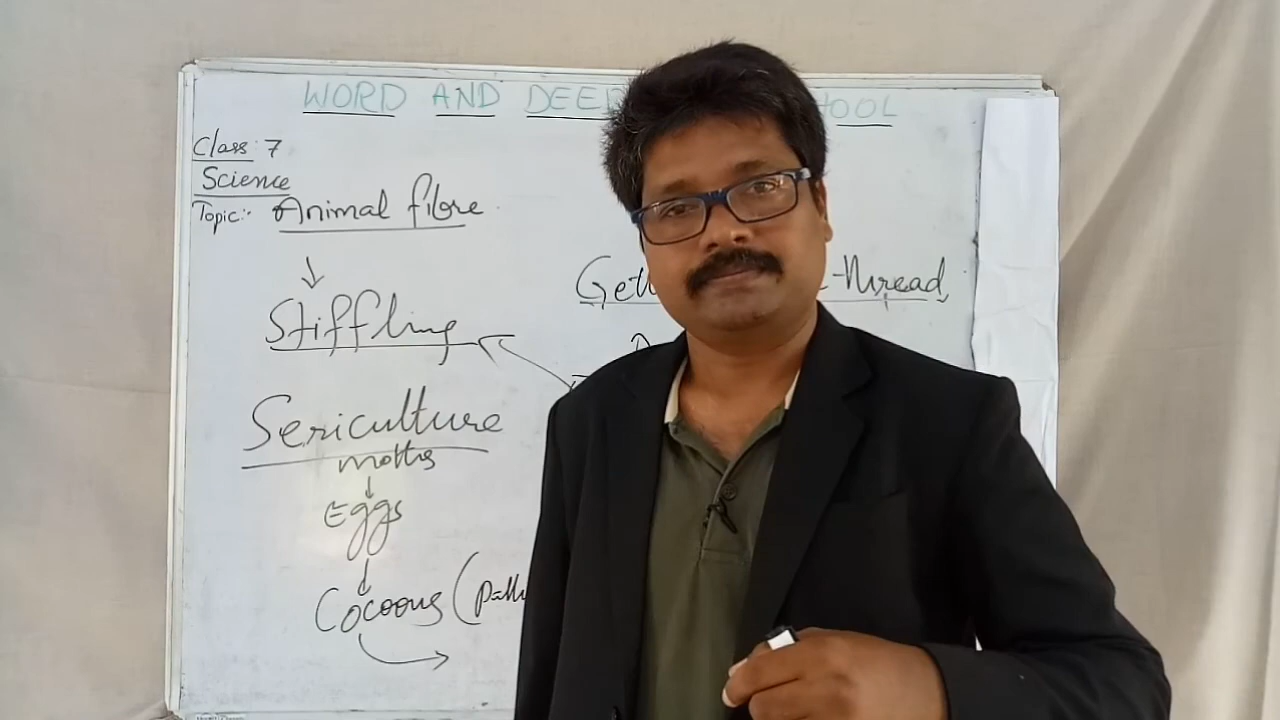 WORD AND DEED
Class: 7
Science
Topic:- Animal fibre
Stiffling
Sericulture
moths
Eggs
Cocoons (